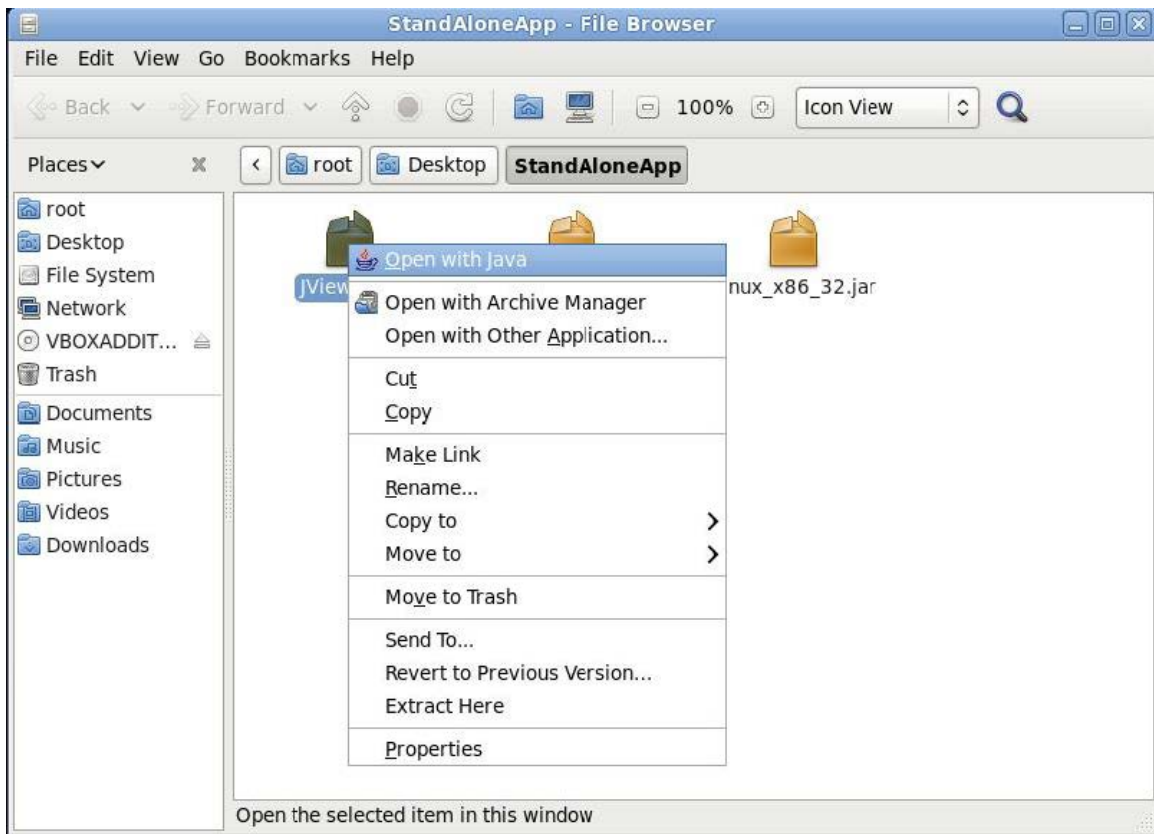 StandAloneApp - File Browser
File Edit View Go Bookmarks Help
Back Forward 100% Icon View
Places root Desktop StandAloneApp
root
Desktop
File System
Network
VBOXADDIT...
Trash
Documents
Music
Pictures
Videos
Downloads
JView
nux_x86_32.jar
Open with Java
Open with Archive Manager
Open with Other Application...
Cut
Copy
Make Link
Rename...
Copy to
Move to
Move to Trash
Send To...
Revert to Previous Version...
Extract Here
Properties
Open the selected item in this window